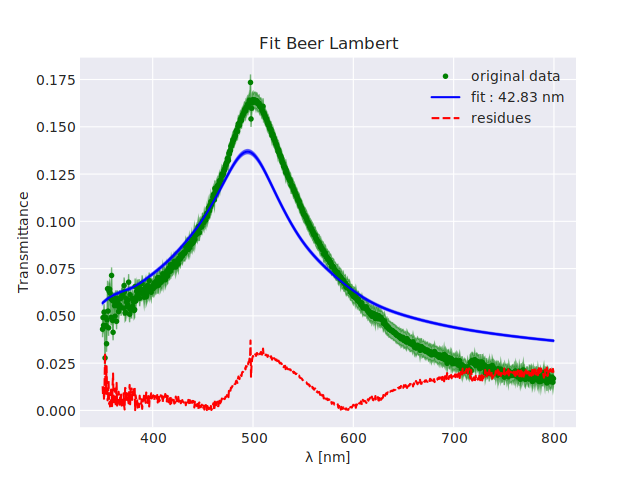 Fit Beer Lambert
original data
fit : 42.83 nm
residues
Transmittance
0.175
0.150
0.125
0.100
0.075
0.050
0.025
0.000
400
500
600
700
800
λ [nm]